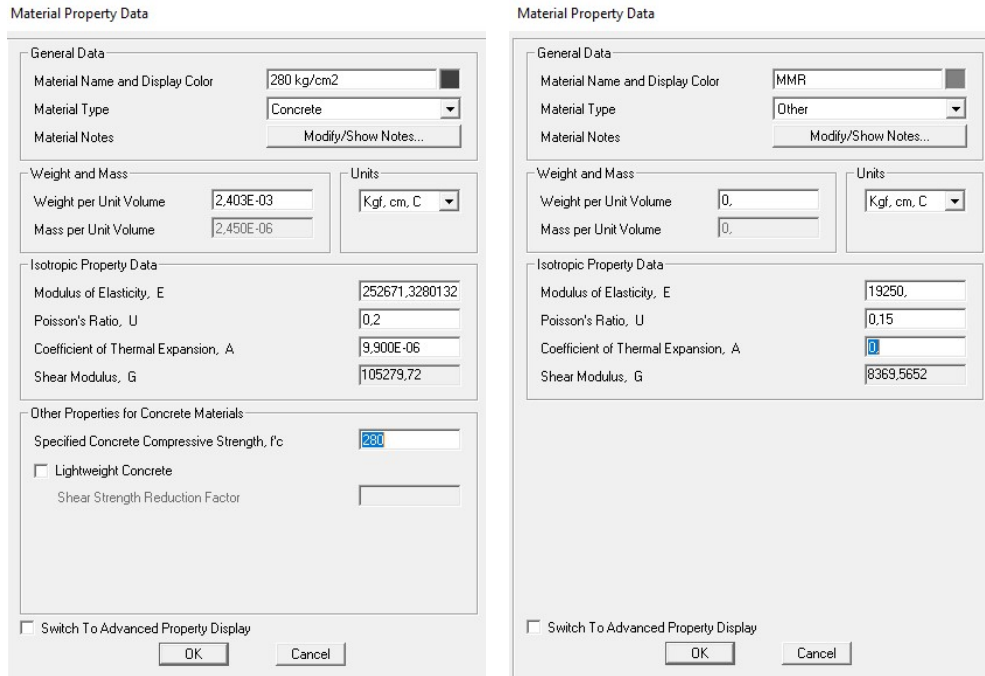 Material Property Data
General Data
Material Name and Display Color 280 kg/cm2
Material Type Concrete
Material Notes Modify/Show Notes...
Weight and Mass Units
Weight per Unit Volume 2,403E-03 Kgf, cm, C
Mass per Unit Volume 2,450E-06
Isotropic Property Data
Modulus of Elasticity, E 252671,3280132
Poisson's Ratio, U 0,2
Coefficient of Thermal Expansion, A 9,900E-06
Shear Modulus, G 105279,72
Other Properties for Concrete Materials
Specified Concrete Compressive Strength, f'c 280
Lightweight Concrete
Shear Strength Reduction Factor
Switch To Advanced Property Display
OK Cancel
Material Property Data
General Data
Material Name and Display Color MMR
Material Type Other
Material Notes Modify/Show Notes...
Weight and Mass Units
Weight per Unit Volume 0, Kgf, cm, C
Mass per Unit Volume 0,
Isotropic Property Data
Modulus of Elasticity, E 19250,
Poisson's Ratio, U 0,15
Coefficient of Thermal Expansion, A 0,
Shear Modulus, G 8369,5652
Switch To Advanced Property Display
OK Cancel